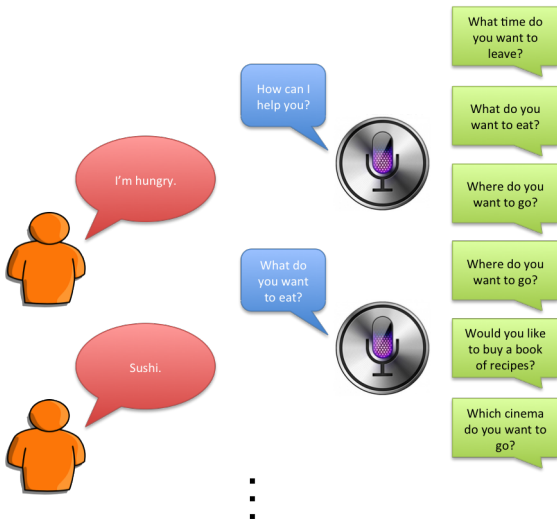 How can I
help you?
I'm hungry.
What do
you want
to eat?
Sushi.
What time do
you want to
leave?
What do you
want to eat?
Where do you
want to go?
Where do you
want to go?
Would you like
to buy a book
of recipes?
Which cinema
do you want to
go?